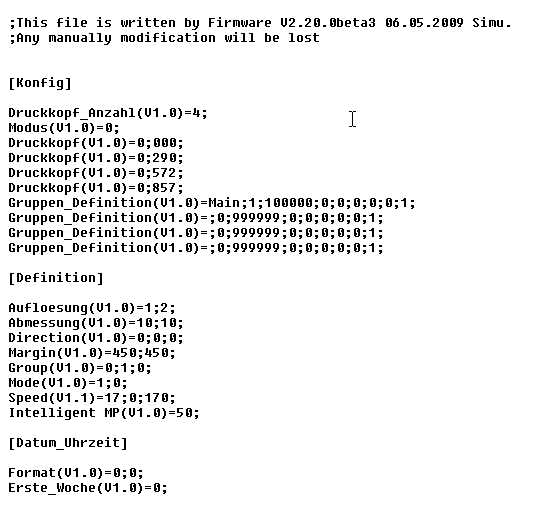 ;This file is written by Firmware V2.20.0beta3 06.05.2009 Simu.
;Any manually modification will be lost
[Konfig]
Druckkopf_Anzahl(V1.0)=4;
Modus(V1.0)=0;
Druckkopf(V1.0)=0;000;
Druckkopf(V1.0)=0;290;
Druckkopf(V1.0)=0;572;
Druckkopf(V1.0)=0;857;
Gruppen_Definition(V1.0)=Main;1;100000;0;0;0;0;0;1;
Gruppen_Definition(V1.0)=;0;999999;0;0;0;0;0;1;
Gruppen_Definition(V1.0)=;0;999999;0;0;0;0;0;1;
Gruppen_Definition(V1.0)=;0;999999;0;0;0;0;0;1;
[Definition]
Aufloesung(V1.0)=1;2;
Abmessung(V1.0)=10;10;
Direction(V1.0)=0;0;0;
Margin(V1.0)=450;450;
Group(V1.0)=0;1;0;
Mode(V1.0)=1;0;
Speed(V1.1)=17;0;170;
Intelligent MP(V1.0)=50;
[Datum_Uhrzeit]
Format(V1.0)=0;0;
Erste_Woche(V1.0)=0;